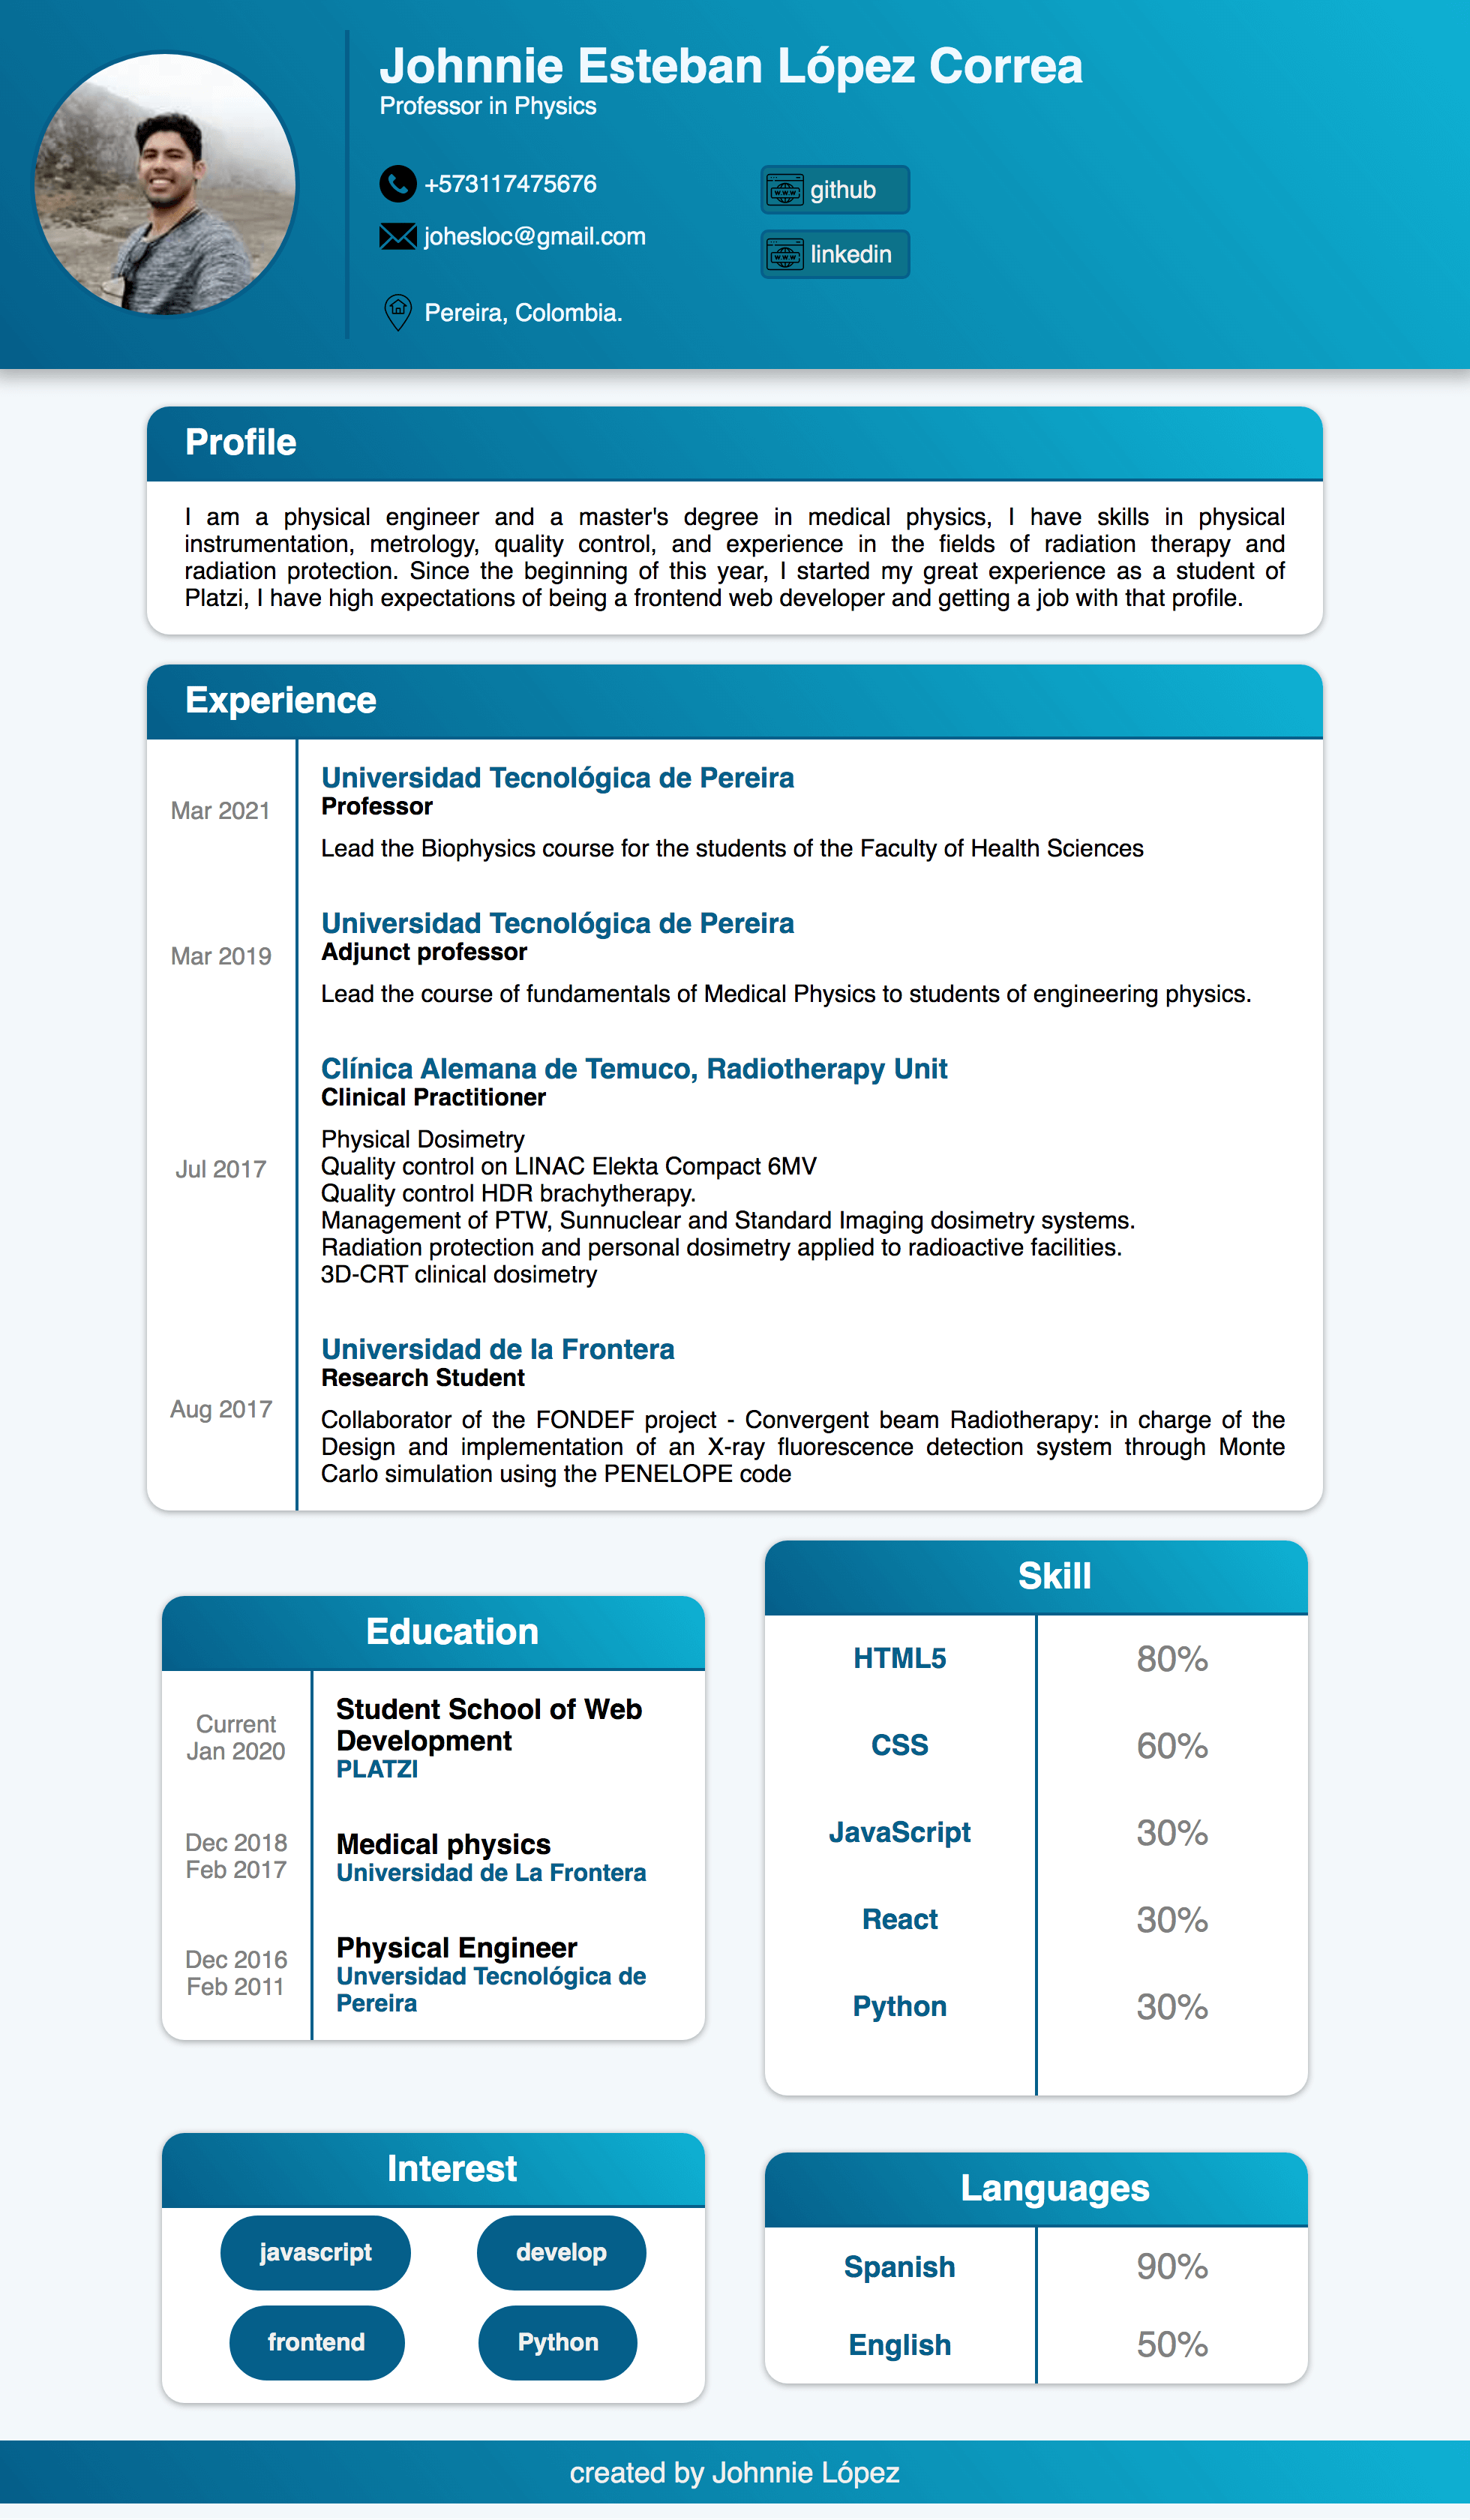 Johnnie Esteban López Correa
Professor in Physics
+573117475676
johesloc@gmail.com
Pereira, Colombia.
www github
www linkedin
Profile
I am a physical engineer and a master's degree in medical physics, I have skills in physical
instrumentation, metrology, quality control, and experience in the fields of radiation therapy and
radiation protection. Since the beginning of this year, I started my great experience as a student of
Platzi, I have high expectations of being a frontend web developer and getting a job with that profile.
Experience
Mar 2021
Universidad Tecnológica de Pereira
Professor
Lead the Biophysics course for the students of the Faculty of Health Sciences
Mar 2019
Universidad Tecnológica de Pereira
Adjunct professor
Lead the course of fundamentals of Medical Physics to students of engineering physics.
Jul 2017
Clínica Alemana de Temuco, Radiotherapy Unit
Clinical Practitioner
Physical Dosimetry
Quality control on LINAC Elekta Compact 6MV
Quality control HDR brachytherapy.
Management of PTW, Sunnuclear and Standard Imaging dosimetry systems.
Radiation protection and personal dosimetry applied to radioactive facilities.
3D-CRT clinical dosimetry
Aug 2017
Universidad de la Frontera
Research Student
Collaborator of the FONDEF project - Convergent beam Radiotherapy: in charge of the
Design and implementation of an X-ray fluorescence detection system through Monte
Carlo simulation using the PENELOPE code
Education
Current
Jan 2020
Student School of Web
Development
PLATZI
Dec 2018
Feb 2017
Medical physics
Universidad de La Frontera
Dec 2016
Feb 2011
Physical Engineer
Unversidad Tecnológica de
Pereira
Skill
HTML5 80%
CSS 60%
JavaScript 30%
React 30%
Python 30%
Interest
javascript develop
frontend Python
Languages
Spanish 90%
English 50%
created by Johnnie López